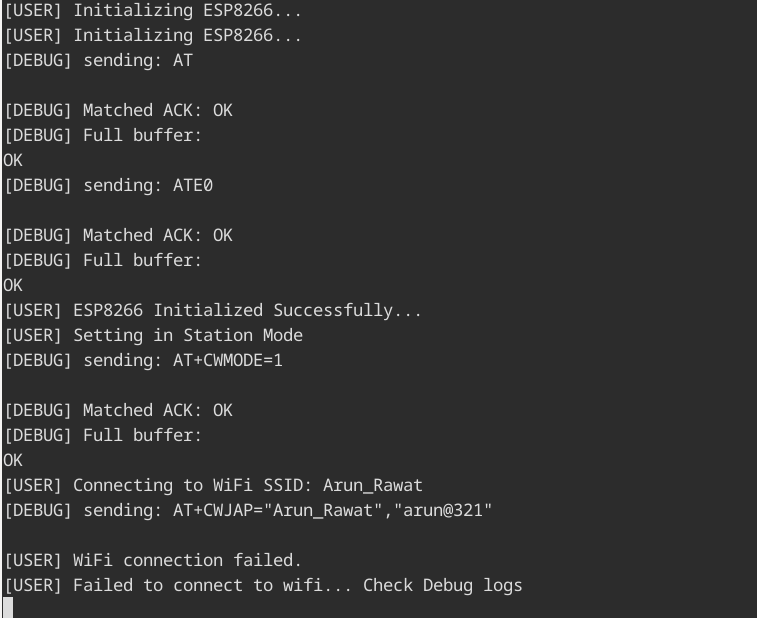 [USER] Initializing ESP8266...
[USER] Initializing ESP8266...
[DEBUG] sending: AT
[DEBUG] Matched ACK: OK
[DEBUG] Full buffer:
OK
[DEBUG] sending: ATE0
[DEBUG] Matched ACK: OK
[DEBUG] Full buffer:
OK
[USER] ESP8266 Initialized Successfully...
[USER] Setting in Station Mode
[DEBUG] sending: AT+CWMODE=1
[DEBUG] Matched ACK: OK
[DEBUG] Full buffer:
OK
[USER] Connecting to WiFi SSID: Arun_Rawat
[DEBUG] sending: AT+CWJAP="Arun_Rawat","arun@321"
[USER] WiFi connection failed.
[USER] Failed to connect to wifi... Check Debug logs